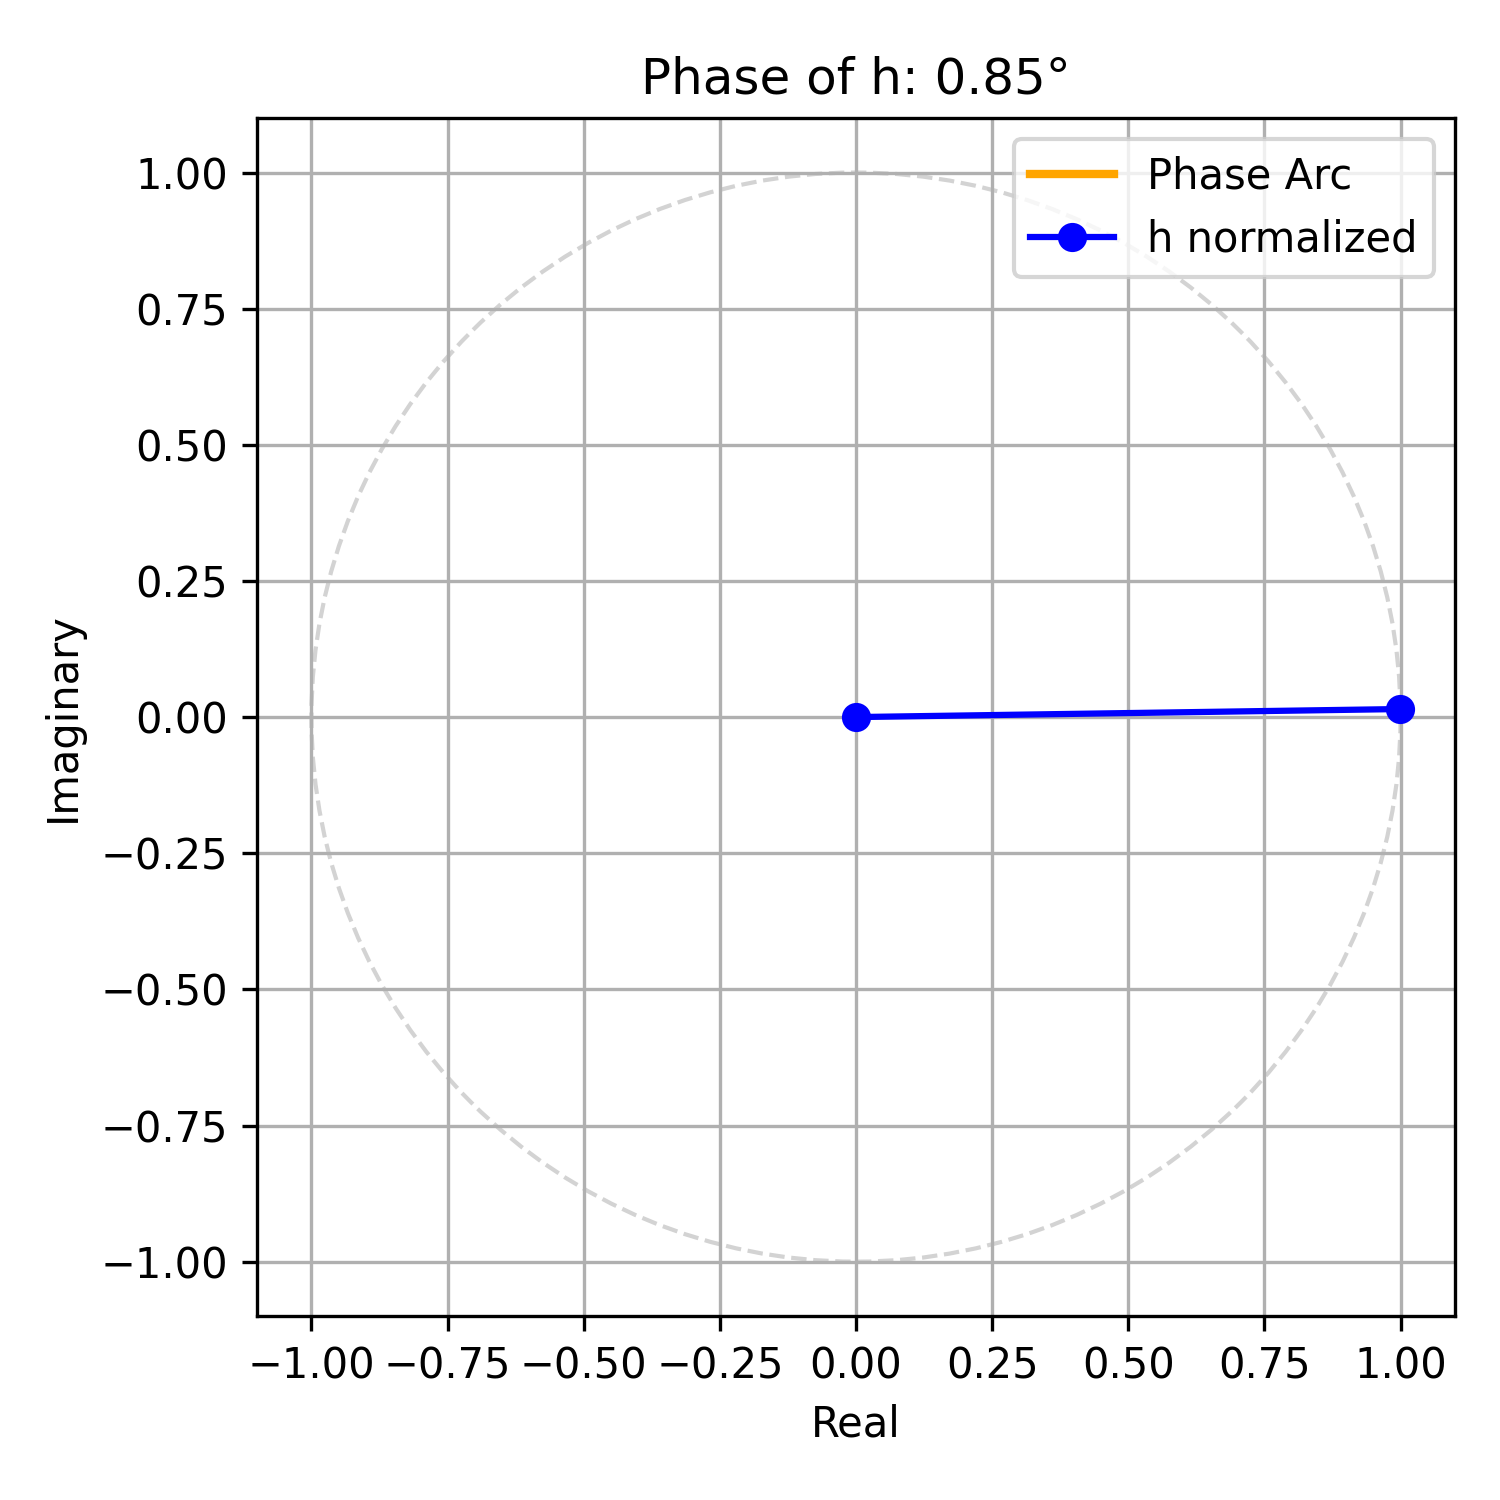 Phase of h: 0.85°
Phase Arc
h normalized
1.00
0.75
0.50
0.25
0.00
−0.25
−0.50
−0.75
−1.00
Imaginary
−1.00 −0.75 −0.50 −0.25 0.00 0.25 0.50 0.75 1.00
Real